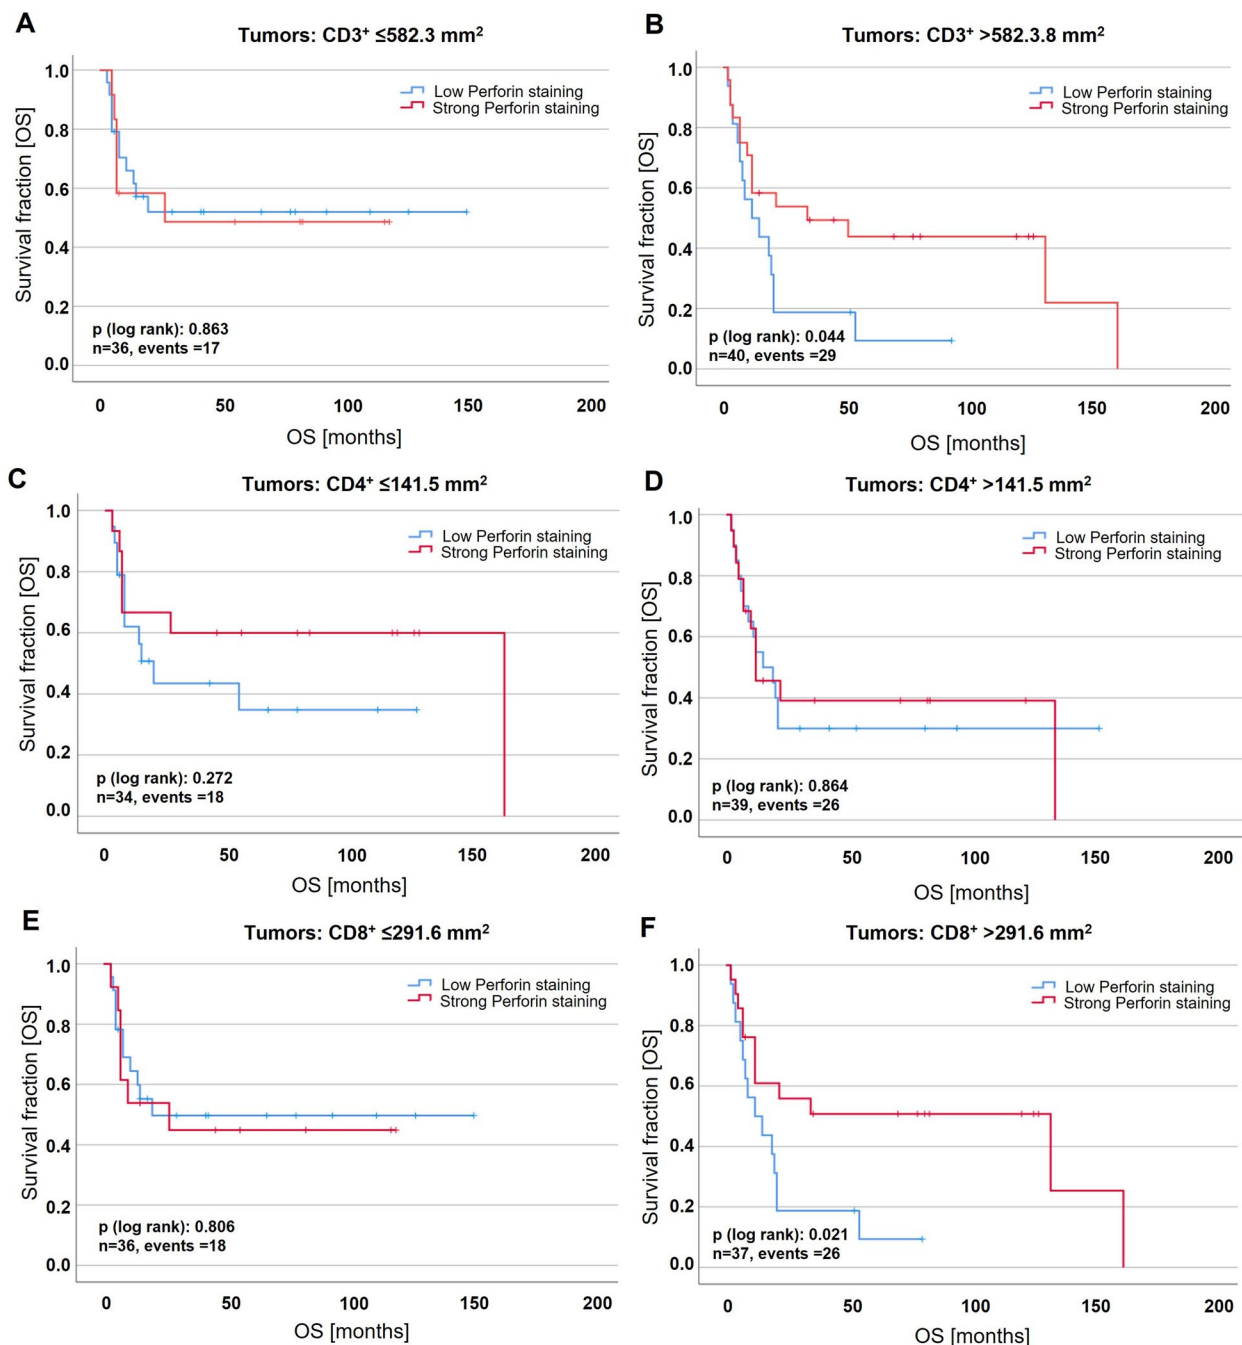 A
Tumors: CD3⁺ ≤582.3 mm²
Low Perforin staining
Strong Perforin staining
Survival fraction [OS]
1.0
0.8
0.6
0.4
0.2
0.0
p (log rank): 0.863
n=36, events =17
0 50 100 150 200
OS [months]
B
Tumors: CD3⁺ >582.3.8 mm²
Low Perforin staining
Strong Perforin staining
Survival fraction [OS]
1.0
0.8
0.6
0.4
0.2
0.0
p (log rank): 0.044
n=40, events =29
0 50 100 150 200
OS [months]
C
Tumors: CD4⁺ ≤141.5 mm²
Low Perforin staining
Strong Perforin staining
Survival fraction [OS]
1.0
0.8
0.6
0.4
0.2
0.0
p (log rank): 0.272
n=34, events =18
0 50 100 150 200
OS [months]
D
Tumors: CD4⁺ >141.5 mm²
Low Perforin staining
Strong Perforin staining
Survival fraction [OS]
1.0
0.8
0.6
0.4
0.2
0.0
p (log rank): 0.864
n=39, events =26
0 50 100 150 200
OS [months]
E
Tumors: CD8⁺ ≤291.6 mm²
Low Perforin staining
Strong Perforin staining
Survival fraction [OS]
1.0
0.8
0.6
0.4
0.2
0.0
p (log rank): 0.806
n=36, events =18
0 50 100 150 200
OS [months]
F
Tumors: CD8⁺ >291.6 mm²
Low Perforin staining
Strong Perforin staining
Survival fraction [OS]
1.0
0.8
0.6
0.4
0.2
0.0
p (log rank): 0.021
n=37, events =26
0 50 100 150 200
OS [months]